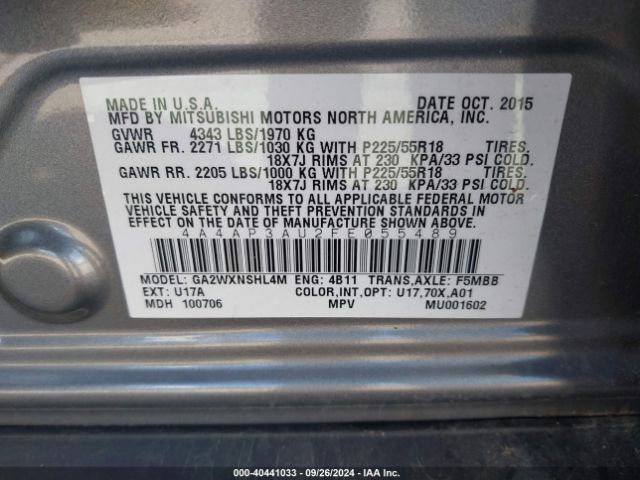 MADE IN U.S.A. DATE OCT. 2015
MFD BY MITSUBISHI MOTORS NORTH AMERICA, INC.
GVWR 4343 LBS/1970 KG
GAWR FR. 2271 LBS/1030 KG WITH P225/55R18 TIRES.
18X7J RIMS AT 230 KPA/33 PSI COLD.
GAWR RR. 2205 LBS/1000 KG WITH P225/55R18 TIRES.
18X7J RIMS AT 230 KPA/33 PSI COLD.
THIS VEHICLE CONFORMS TO ALL APPLICABLE FEDERAL MOTOR
VEHICLE SAFETY AND THEFT PREVENTION STANDARDS IN
EFFECT ON THE DATE OF MANUFACTURE SHOWN ABOVE.
4A4AP3AU2FE055489
MODEL: GA2WXNSHL4M ENG: 4B11 TRANS,AXLE: F5MBB
EXT: U17A COLOR,INT,OPT: U17,70X,A01
MDH 100706 MPV MU001602
000-40441033 - 09/26/2024 - IAA Inc.